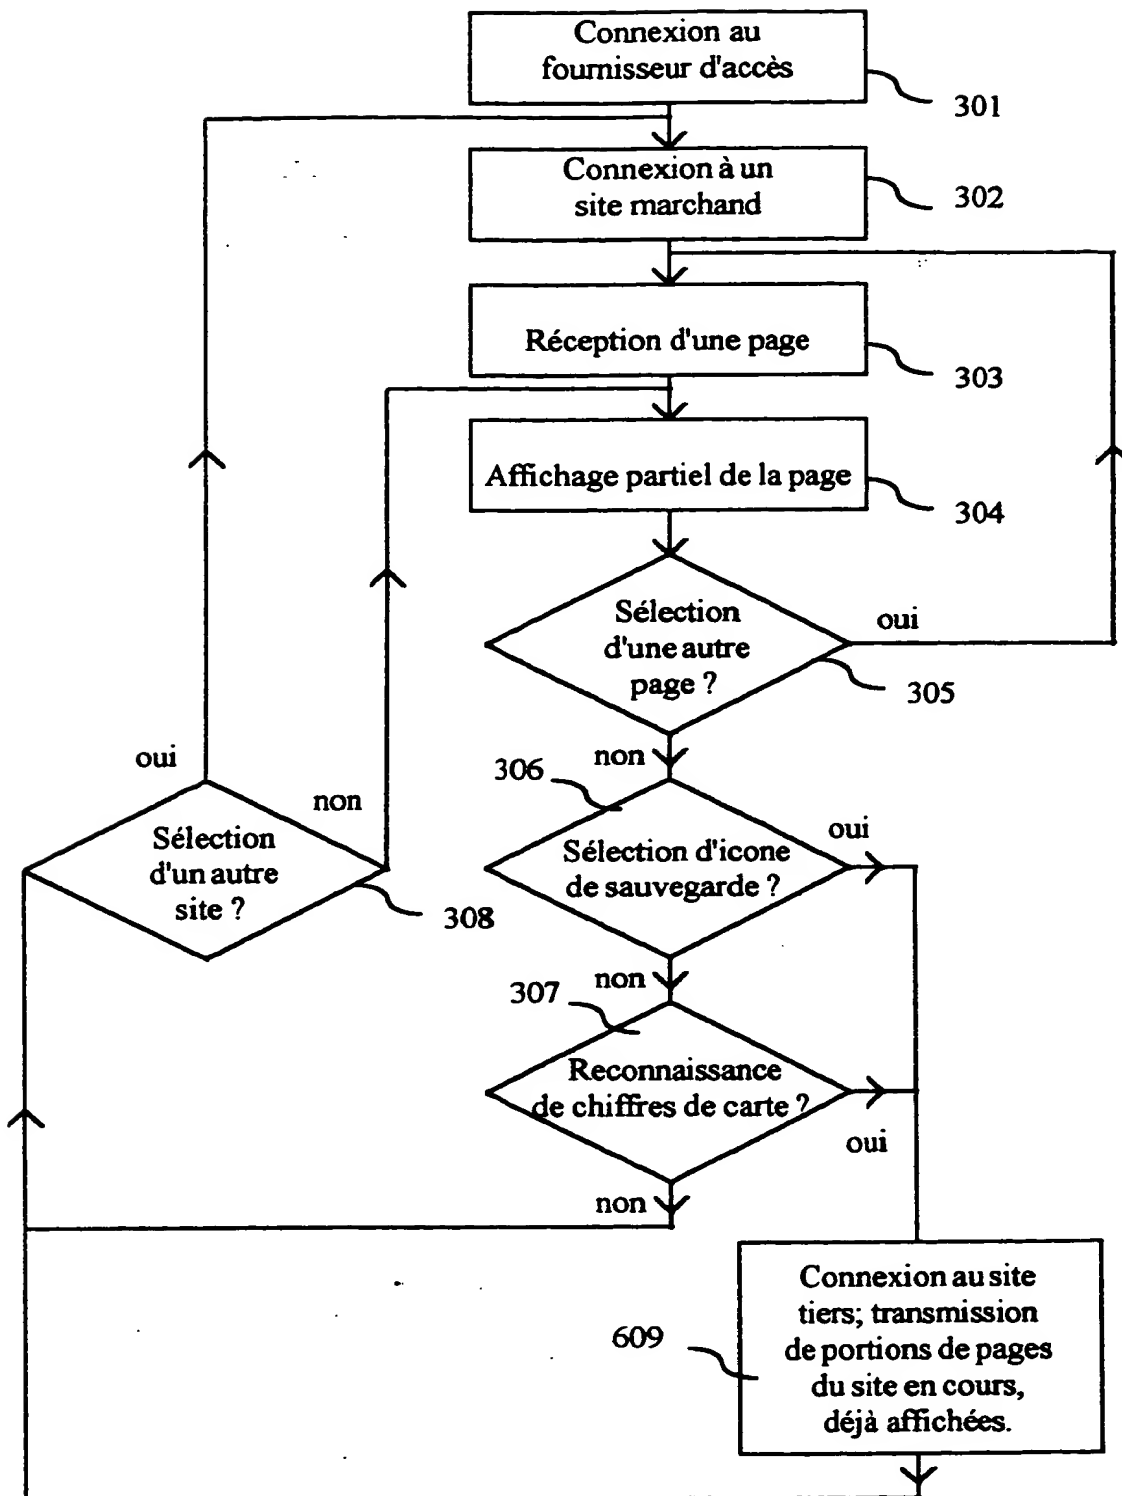 Connexion au
fournisseur d'accès
301
Connexion à un
site marchand
302
Réception d'une page
303
Affichage partiel de la page
304
Sélection
d'une autre
page ?
oui
305
non
306
Sélection d'icone
de sauvegarde ?
oui
oui
non
Sélection
d'un autre
site ?
308
non
307
Reconnaissance
de chiffres de carte ?
oui
non
Connexion au site
tiers; transmission
de portions de pages
du site en cours,
déjà affichées.
609